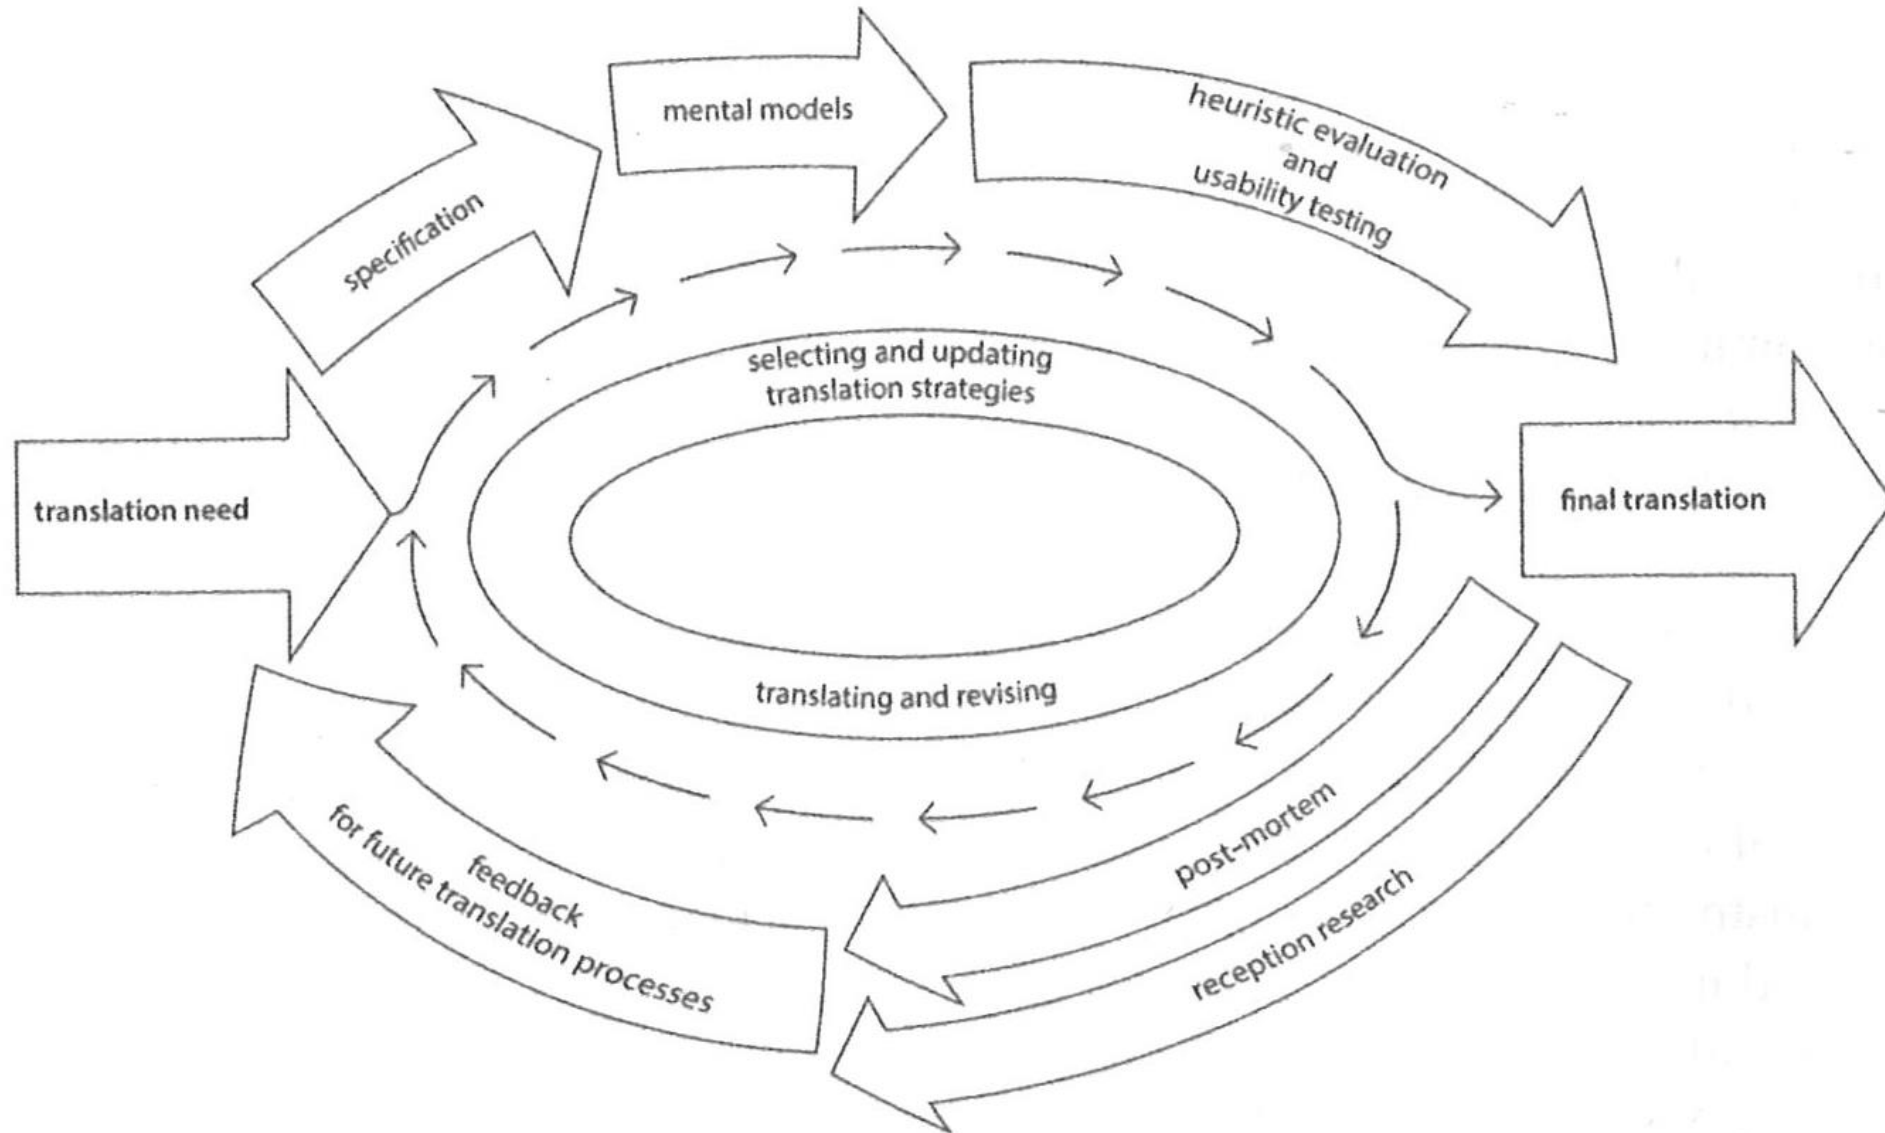 mental models
heuristic evaluation
and
usability testing
specification
selecting and updating
translation strategies
translation need
final translation
translating and revising
post-mortem
reception research
feedback
for future translation processes